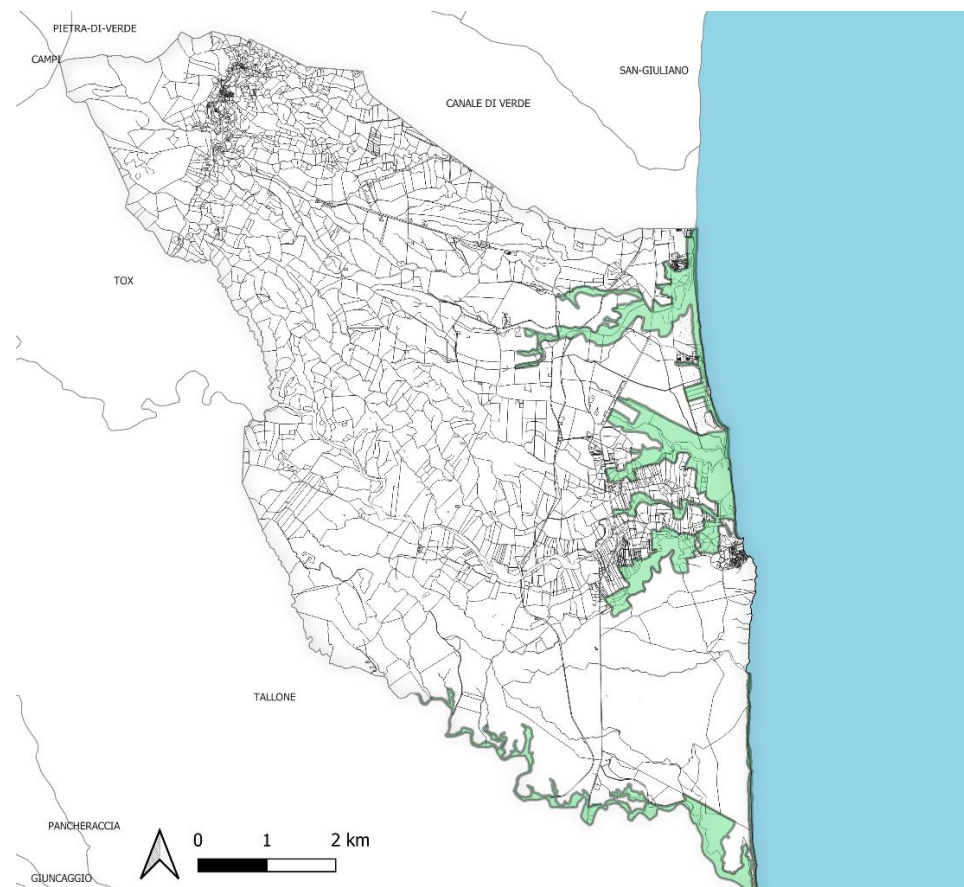 PIETRA-DI-VERDE
CAMPI
SAN-GIULIANO
CANALE DI VERDE
TOX
TALLONE
PANCHERACCIA
GIUNCAGGIO
0 1 2 km